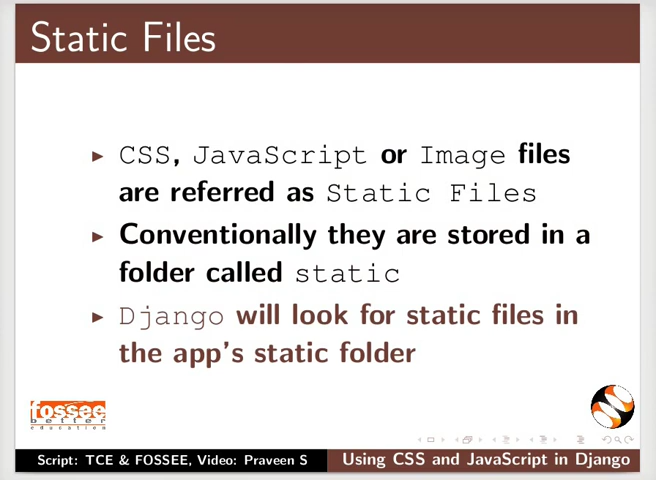 Static Files
CSS, JavaScript or Image files
are referred as Static Files
Conventionally they are stored in a
folder called static
Django will look for static files in
the app's static folder
fossee
better
education
Script: TCE & FOSSEE, Video: Praveen S
Using CSS and JavaScript in Django